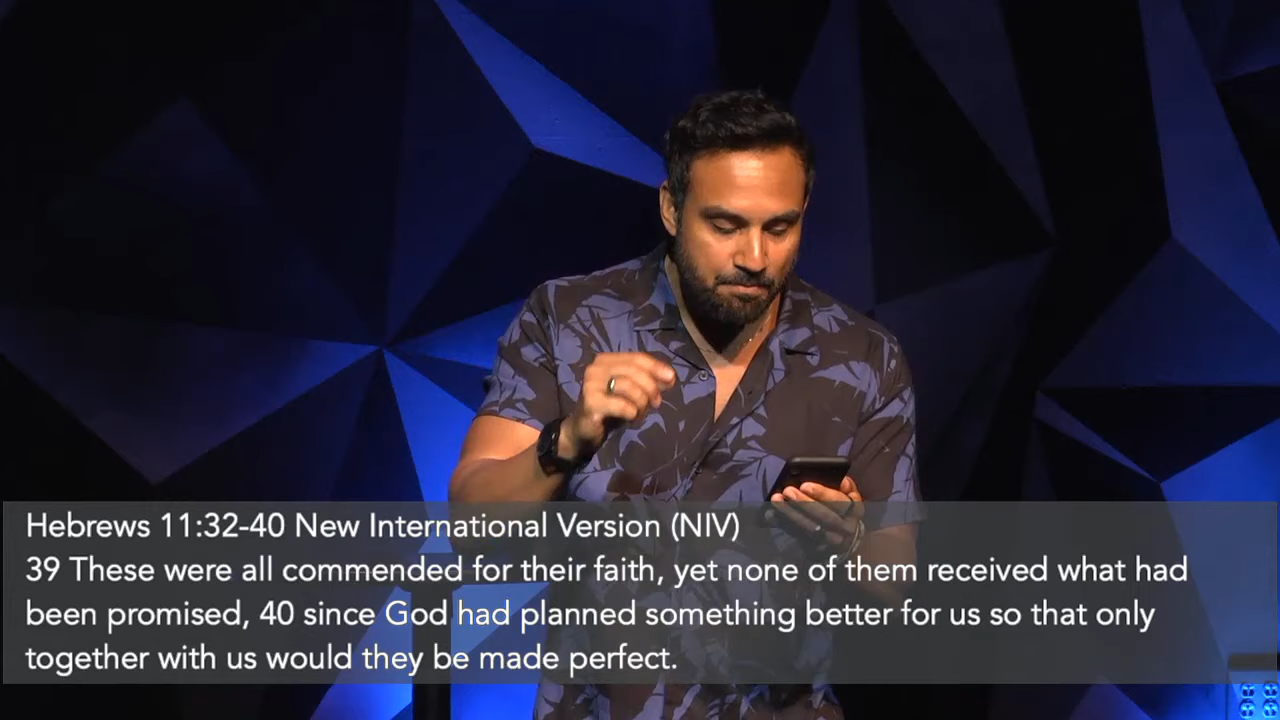 Hebrews 11:32-40 New International Version (NIV)
39 These were all commended for their faith, yet none of them received what had
been promised, 40 since God had planned something better for us so that only
together with us would they be made perfect.